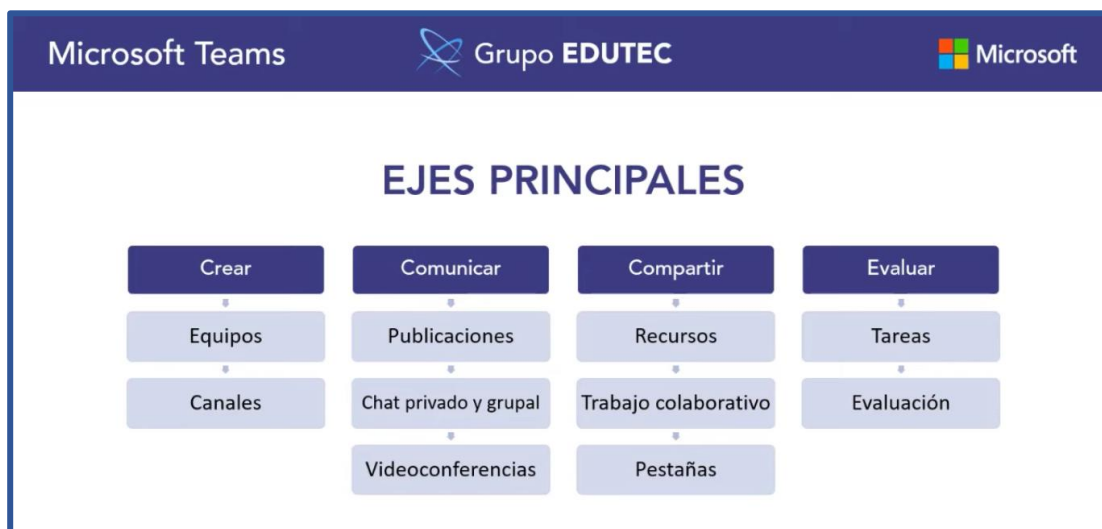 Microsoft Teams
Grupo EDUTEC
Microsoft
EJES PRINCIPALES
Crear
Equipos
Canales
Comunicar
Publicaciones
Chat privado y grupal
Videoconferencias
Compartir
Recursos
Trabajo colaborativo
Pestañas
Evaluar
Tareas
Evaluación